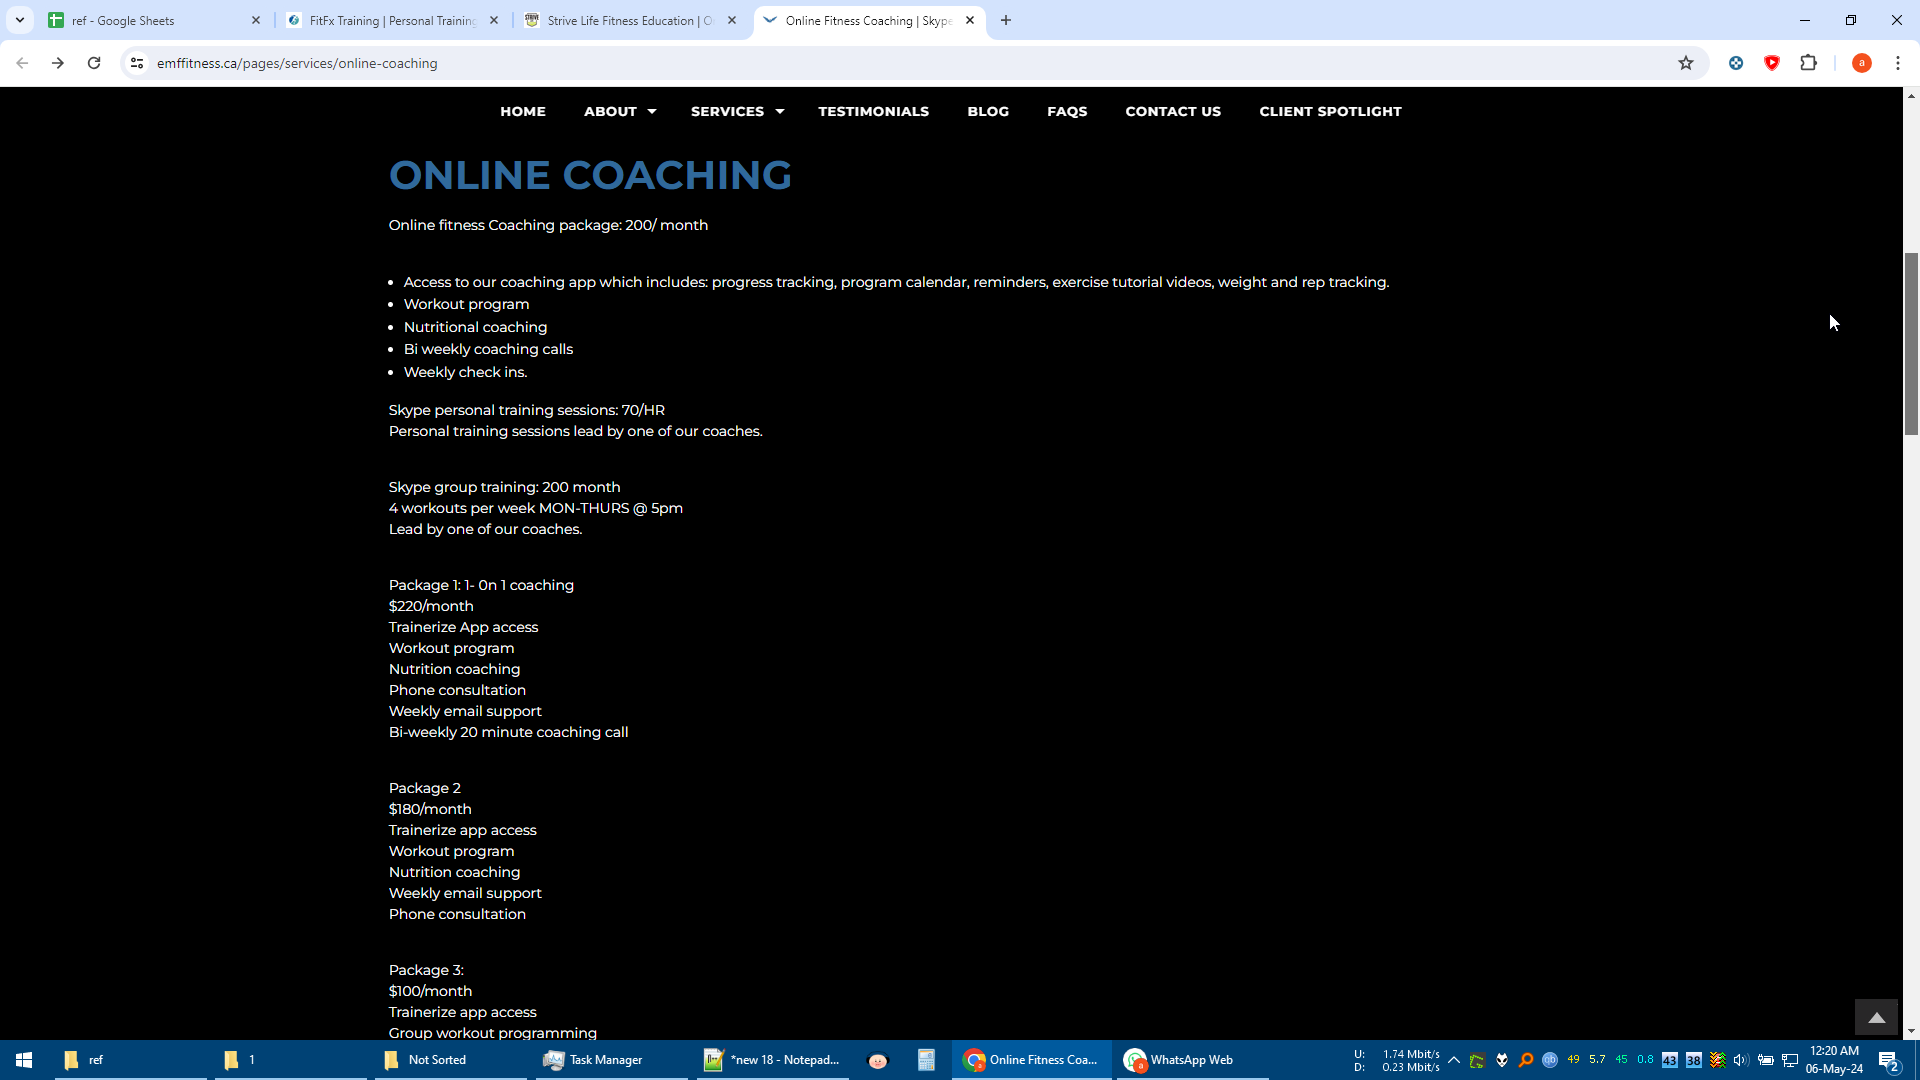 ref - Google Sheets
FitFx Training | Personal Training
Strive Life Fitness Education | O
Online Fitness Coaching | Skype
emffitness.ca/pages/services/online-coaching
a
HOME ABOUT SERVICES TESTIMONIALS BLOG FAQS CONTACT US CLIENT SPOTLIGHT
ONLINE COACHING
Online fitness Coaching package: 200/ month
• Access to our coaching app which includes: progress tracking, program calendar, reminders, exercise tutorial videos, weight and rep tracking.
• Workout program
• Nutritional coaching
• Bi weekly coaching calls
• Weekly check ins.
Skype personal training sessions: 70/HR
Personal training sessions lead by one of our coaches.
Skype group training: 200 month
4 workouts per week MON-THURS @ 5pm
Lead by one of our coaches.
Package 1: 1- 0n 1 coaching
$220/month
Trainerize App access
Workout program
Nutrition coaching
Phone consultation
Weekly email support
Bi-weekly 20 minute coaching call
Package 2
$180/month
Trainerize app access
Workout program
Nutrition coaching
Weekly email support
Phone consultation
Package 3:
$100/month
Trainerize app access
Group workout programming
ref
1
Not Sorted
Task Manager
*new 18 - Notepad...
Online Fitness Coa...
WhatsApp Web
U: 1.74 Mbit/s
D: 0.23 Mbit/s
49 5.7 45 0.8 43 38
12:20 AM
06-May-24
2